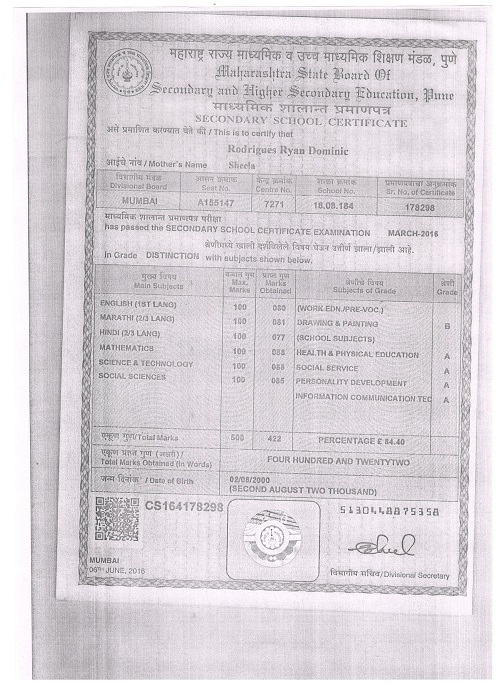 महाराष्ट्र राज्य माध्यमिक व उच्च माध्यमिक शिक्षण मंडळ, पुणे
Maharashtra State Board Of
Secondary and Higher Secondary Education, Pune
माध्यमिक शालान्त प्रमाणपत्र
SECONDARY SCHOOL CERTIFICATE
असे प्रमाणित करण्यात येते की / This is to certify that
Rodrigues Ryan Dominic
आईचे नांव / Mother's Name Sheela
विभागीय मंडळ आसन क्रमांक केन्द्र क्रमांक शाळा क्रमांक प्रमाणपत्राचा अनुक्रमांक
Divisional Board Seat No. Centre No. School No. Sr. No. of Certificate
MUMBAI A155147 7271 18.08.184 178298
माध्यमिक शालान्त प्रमाणपत्र परीक्षा
has passed the SECONDARY SCHOOL CERTIFICATE EXAMINATION MARCH-2016
श्रेणीमध्ये खाली दर्शविलेले विषय घेऊन उत्तीर्ण झाला/झाली आहे.
in Grade DISTINCTION with subjects shown below.
मुख्य विषय कमाल गुण प्राप्त गुण श्रेणीचे विषय श्रेणी
Main Subjects Max. Marks Marks Obtained Subjects of Grade Grade
ENGLISH (1ST LANG) 100 080 (WORK EDN./PRE-VOC.)
MARATHI (2/3 LANG) 100 081 DRAWING & PAINTING B
HINDI (2/3 LANG) 100 077 (SCHOOL SUBJECTS)
MATHEMATICS 100 HEALTH & PHYSICAL EDUCATION A
SCIENCE & TECHNOLOGY 100 SOCIAL SERVICE A
SOCIAL SCIENCES 100 085 PERSONALITY DEVELOPMENT A
INFORMATION COMMUNICATION TEC A
एकूण गुण/Total Marks 500 422 PERCENTAGE £ 84.40
एकूण प्राप्त गुण (अक्षरी)/
Total Marks Obtained (in Words) FOUR HUNDRED AND TWENTYTWO
जन्म दिनांक / Date of Birth 02/08/2000
(SECOND AUGUST TWO THOUSAND)
CS164178298
5130448875358
MUMBAI
06TH JUNE, 2016
विभागीय सचिव/Divisional Secretary